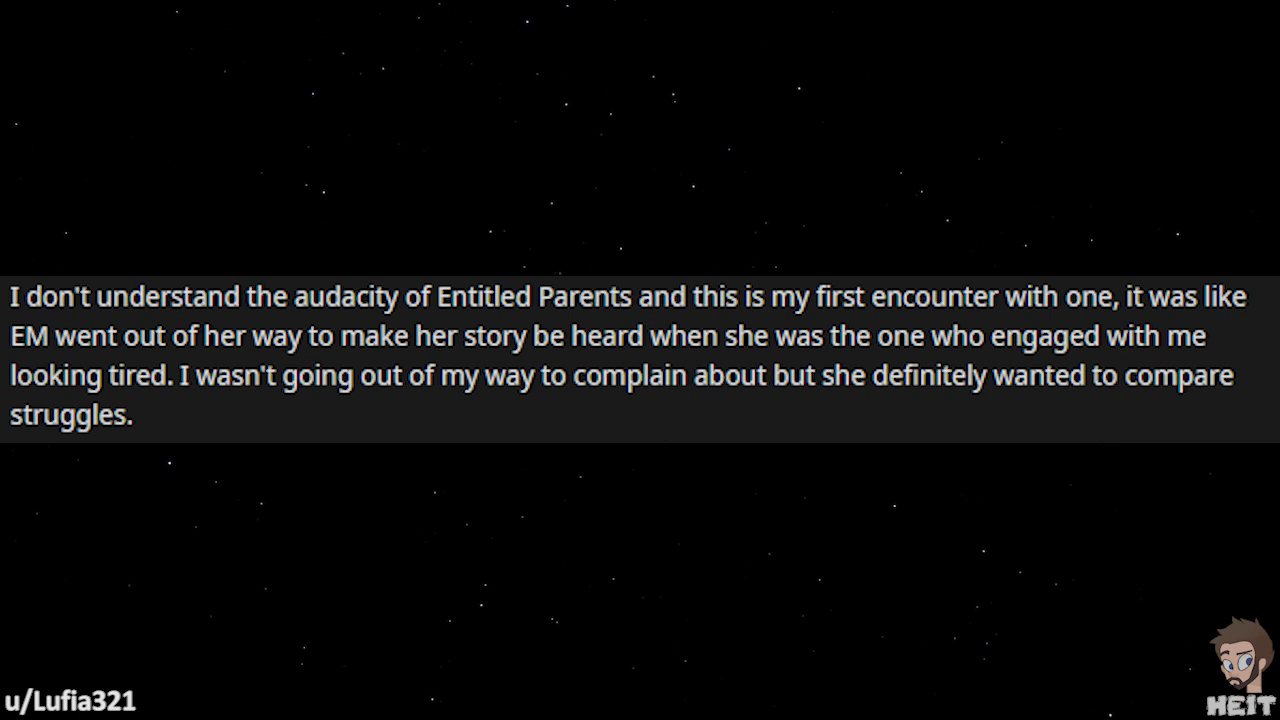 I don't understand the audacity of Entitled Parents and this is my first encounter with one, it was like
EM went out of her way to make her story be heard when she was the one who engaged with me
looking tired. I wasn't going out of my way to complain about but she definitely wanted to compare
struggles.
u/Lufia321
HEIT